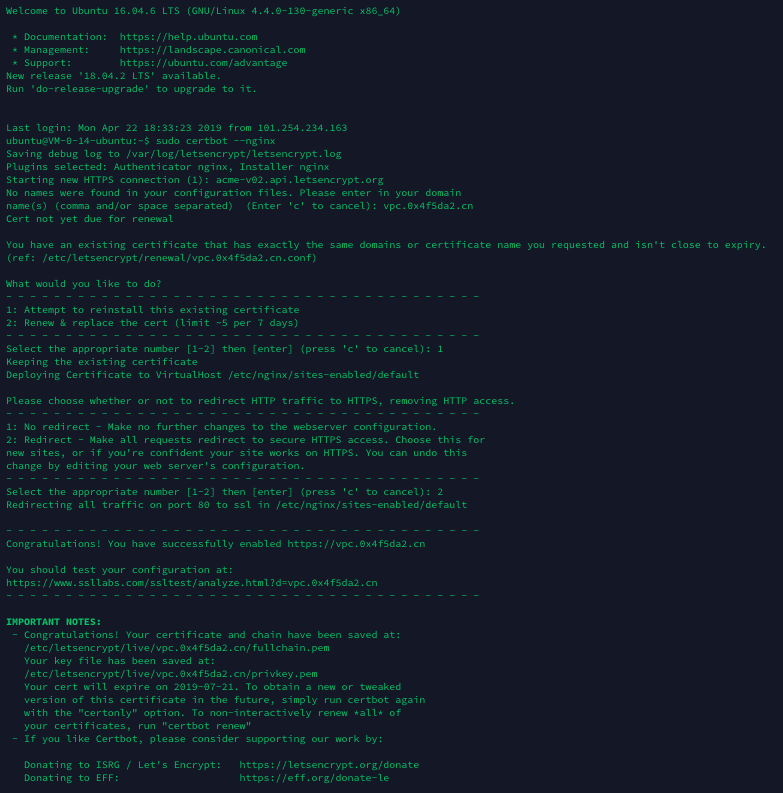 Welcome to Ubuntu 16.04.6 LTS (GNU/Linux 4.4.0-130-generic x86_64)

 * Documentation:  https://help.ubuntu.com
 * Management:     https://landscape.canonical.com
 * Support:        https://ubuntu.com/advantage
New release '18.04.2 LTS' available.
Run 'do-release-upgrade' to upgrade to it.


Last login: Mon Apr 22 18:33:23 2019 from 101.254.234.163
ubuntu@VM-0-14-ubuntu:~$ sudo certbot --nginx
Saving debug log to /var/log/letsencrypt/letsencrypt.log
Plugins selected: Authenticator nginx, Installer nginx
Starting new HTTPS connection (1): acme-v02.api.letsencrypt.org
No names were found in your configuration files. Please enter in your domain
name(s) (comma and/or space separated)  (Enter 'c' to cancel): vpc.0x4f5da2.cn
Cert not yet due for renewal

You have an existing certificate that has exactly the same domains or certificate name you requested and isn't close to expiry.
(ref: /etc/letsencrypt/renewal/vpc.0x4f5da2.cn.conf)

What would you like to do?
- - - - - - - - - - - - - - - - - - - - - - - - - - - - - - - - - - - - - - - -
1: Attempt to reinstall this existing certificate
2: Renew & replace the cert (limit ~5 per 7 days)
- - - - - - - - - - - - - - - - - - - - - - - - - - - - - - - - - - - - - - - -
Select the appropriate number [1-2] then [enter] (press 'c' to cancel): 1
Keeping the existing certificate
Deploying Certificate to VirtualHost /etc/nginx/sites-enabled/default

Please choose whether or not to redirect HTTP traffic to HTTPS, removing HTTP access.
- - - - - - - - - - - - - - - - - - - - - - - - - - - - - - - - - - - - - - - -
1: No redirect - Make no further changes to the webserver configuration.
2: Redirect - Make all requests redirect to secure HTTPS access. Choose this for
new sites, or if you're confident your site works on HTTPS. You can undo this
change by editing your web server's configuration.
- - - - - - - - - - - - - - - - - - - - - - - - - - - - - - - - - - - - - - - -
Select the appropriate number [1-2] then [enter] (press 'c' to cancel): 2
Redirecting all traffic on port 80 to ssl in /etc/nginx/sites-enabled/default

- - - - - - - - - - - - - - - - - - - - - - - - - - - - - - - - - - - - - - - -
Congratulations! You have successfully enabled https://vpc.0x4f5da2.cn

You should test your configuration at:
https://www.ssllabs.com/ssltest/analyze.html?d=vpc.0x4f5da2.cn
- - - - - - - - - - - - - - - - - - - - - - - - - - - - - - - - - - - - - - - -

IMPORTANT NOTES:
 - Congratulations! Your certificate and chain have been saved at:
   /etc/letsencrypt/live/vpc.0x4f5da2.cn/fullchain.pem
   Your key file has been saved at:
   /etc/letsencrypt/live/vpc.0x4f5da2.cn/privkey.pem
   Your cert will expire on 2019-07-21. To obtain a new or tweaked
   version of this certificate in the future, simply run certbot again
   with the "certonly" option. To non-interactively renew *all* of
   your certificates, run "certbot renew"
 - If you like Certbot, please consider supporting our work by:

   Donating to ISRG / Let's Encrypt:   https://letsencrypt.org/donate
   Donating to EFF:                    https://eff.org/donate-le